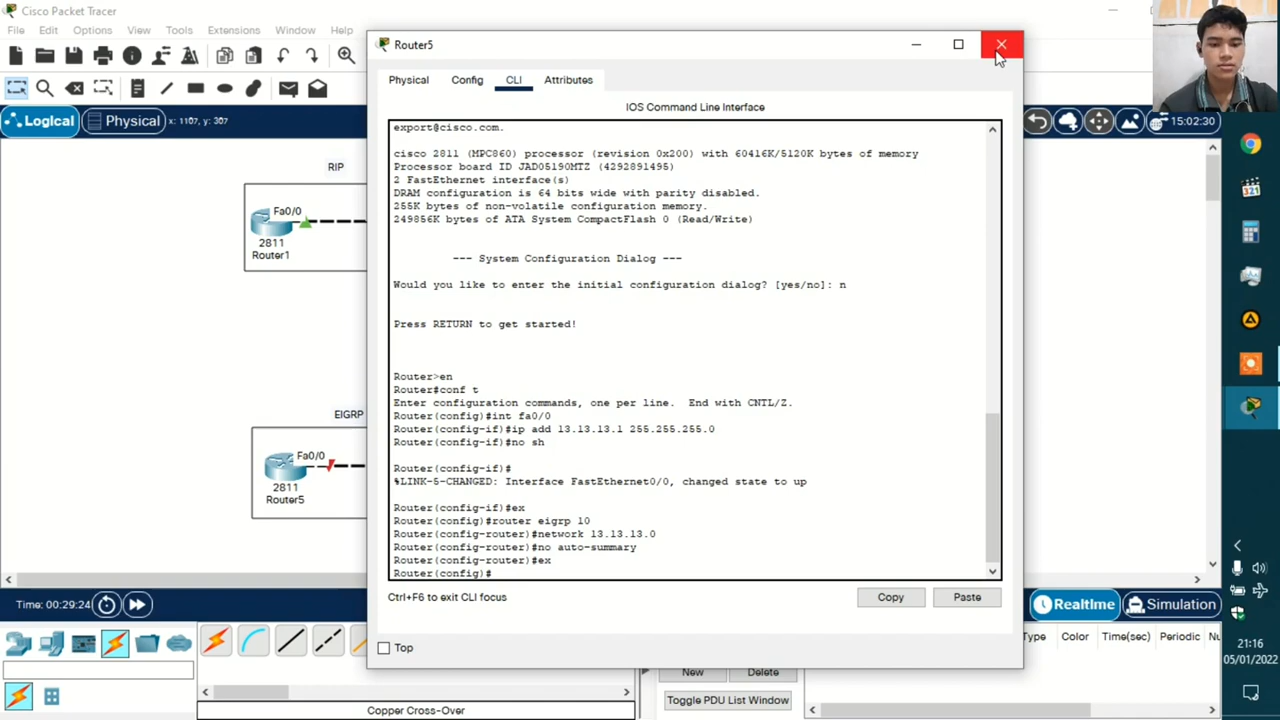 Cisco Packet Tracer
File Edit Options View Tools Extensions Window Help
Logical Physical x: 1107, y: 307
15:02:30
RIP
Fa0/0
2811
Router1
EIGRP
Fa0/0
2811
Router5
Router5
Physical Config CLI Attributes
IOS Command Line Interface
export@cisco.com.
cisco 2811 (MPC860) processor (revision 0x200) with 60416K/5120K bytes of memory
Processor board ID JAD05190MTZ (4292891495)
2 FastEthernet interface(s)
DRAM configuration is 64 bits wide with parity disabled.
255K bytes of non-volatile configuration memory.
249856K bytes of ATA System CompactFlash 0 (Read/Write)
--- System Configuration Dialog ---
Would you like to enter the initial configuration dialog? [yes/no]: n
Press RETURN to get started!
Router>en
Router#conf t
Enter configuration commands, one per line. End with CNTL/Z.
Router(config)#int fa0/0
Router(config-if)#ip add 13.13.13.1 255.255.255.0
Router(config-if)#no sh
Router(config-if)#
%LINK-5-CHANGED: Interface FastEthernet0/0, changed state to up
Router(config-if)#ex
Router(config)#router eigrp 10
Router(config-router)#network 13.13.13.0
Router(config-router)#no auto-summary
Router(config-router)#ex
Router(config)#
Ctrl+F6 to exit CLI focus
Copy Paste
Top
Time: 00:29:24
Realtime Simulation
Type Color Time(sec) Periodic Nu
New Delete
Toggle PDU List Window
Copper Cross-Over
321
21:16
05/01/2022